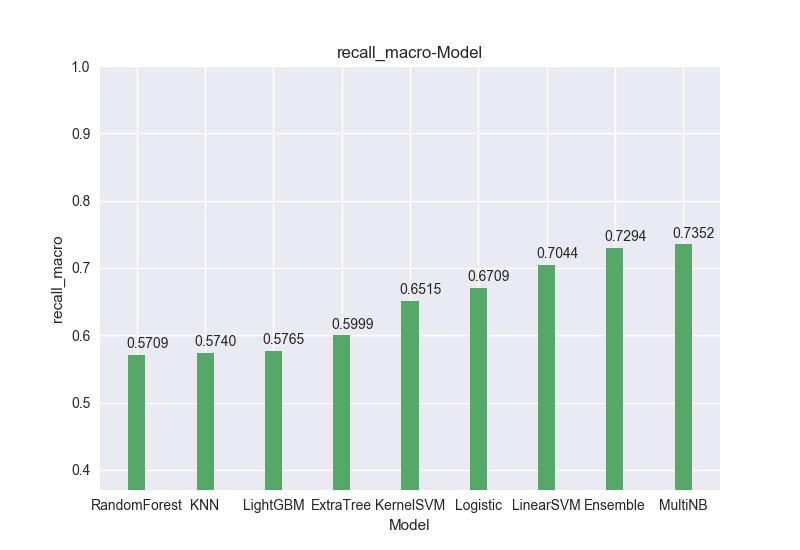 recall_macro-Model
1.0
0.9
0.8
0.7
0.6
0.5
0.4
recall_macro
0.5709 0.5740 0.5765 0.5999 0.6515 0.6709 0.7044 0.7294 0.7352
RandomForest KNN LightGBM ExtraTree KernelSVM Logistic LinearSVM Ensemble MultiNB
Model